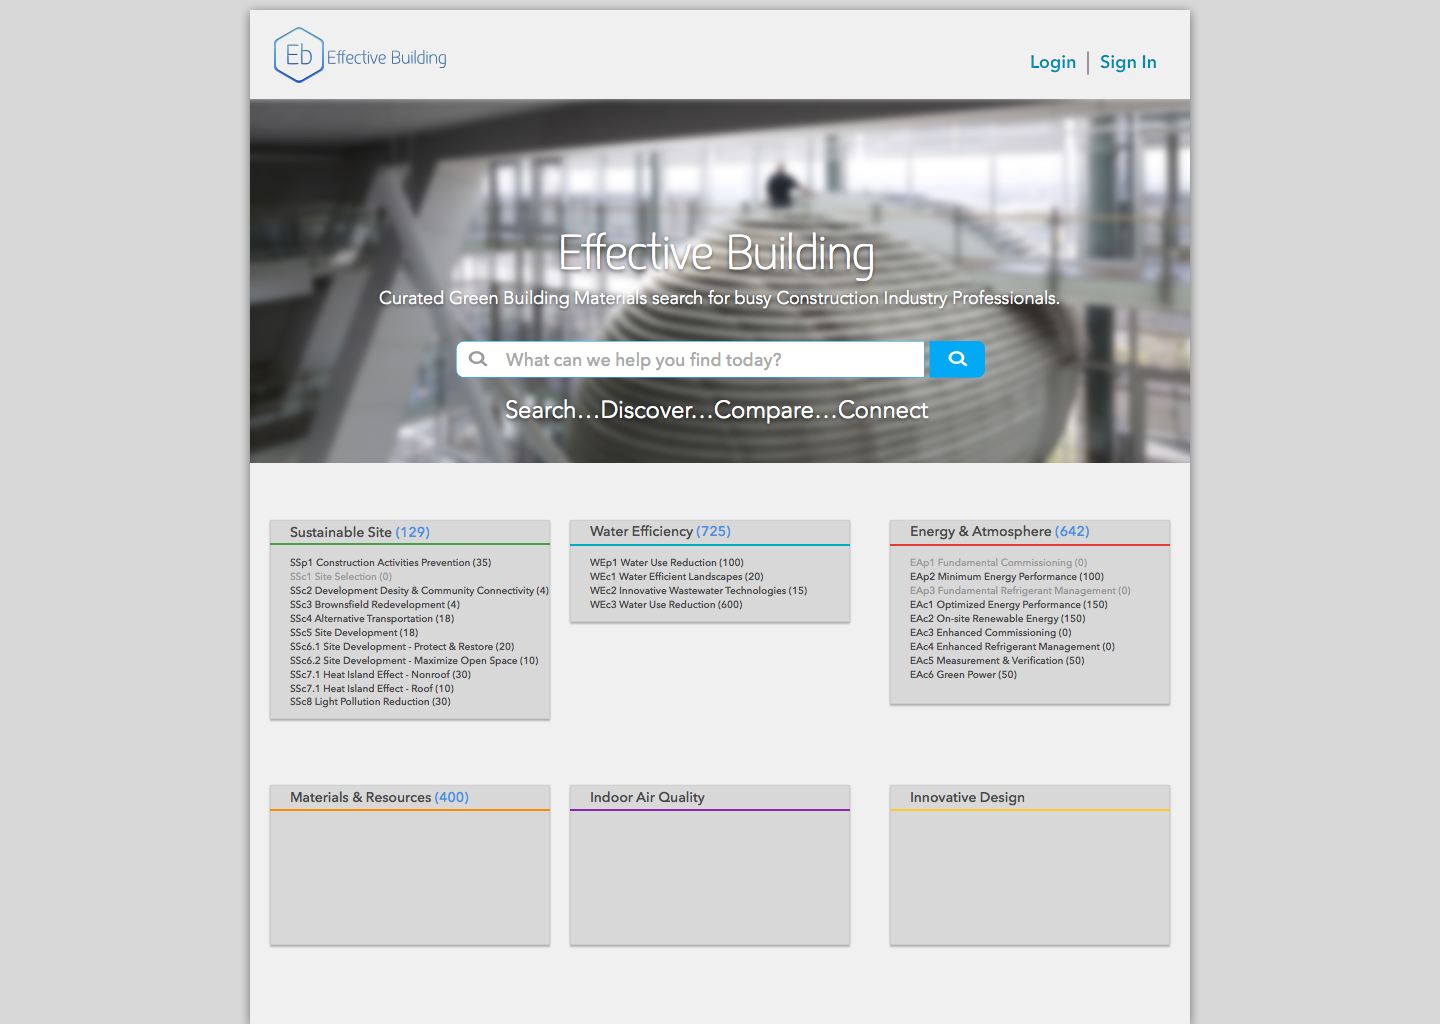 Eb Effective Building
Login | Sign In
Effective Building
Curated Green Building Materials search for busy Construction Industry Professionals.
What can we help you find today?
Search...Discover...Compare...Connect
Sustainable Site (129)
SSp1 Construction Activities Prevention (35)
SSc1 Site Selection (0)
SSc2 Development Desity & Community Connectivity (4)
SSc3 Brownsfield Redevelopment (4)
SSc4 Alternative Transportation (18)
SSc5 Site Development (18)
SSc6.1 Site Development - Protect & Restore (20)
SSc6.2 Site Development - Maximize Open Space (10)
SSc7.1 Heat Island Effect - Nonroof (30)
SSc7.1 Heat Island Effect - Roof (10)
SSc8 Light Pollution Reduction (30)
Water Efficiency (725)
WEp1 Water Use Reduction (100)
WEc1 Water Efficient Landscapes (20)
WEc2 Innovative Wastewater Technologies (15)
WEc3 Water Use Reduction (600)
Energy & Atmosphere (642)
EAp1 Fundamental Commissioning (0)
EAp2 Minimum Energy Performance (100)
EAp3 Fundamental Refrigerant Management (0)
EAc1 Optimized Energy Performance (150)
EAc2 On-site Renewable Energy (150)
EAc3 Enhanced Commissioning (0)
EAc4 Enhanced Refrigerant Management (0)
EAc5 Measurement & Verification (50)
EAc6 Green Power (50)
Materials & Resources (400)
Indoor Air Quality
Innovative Design